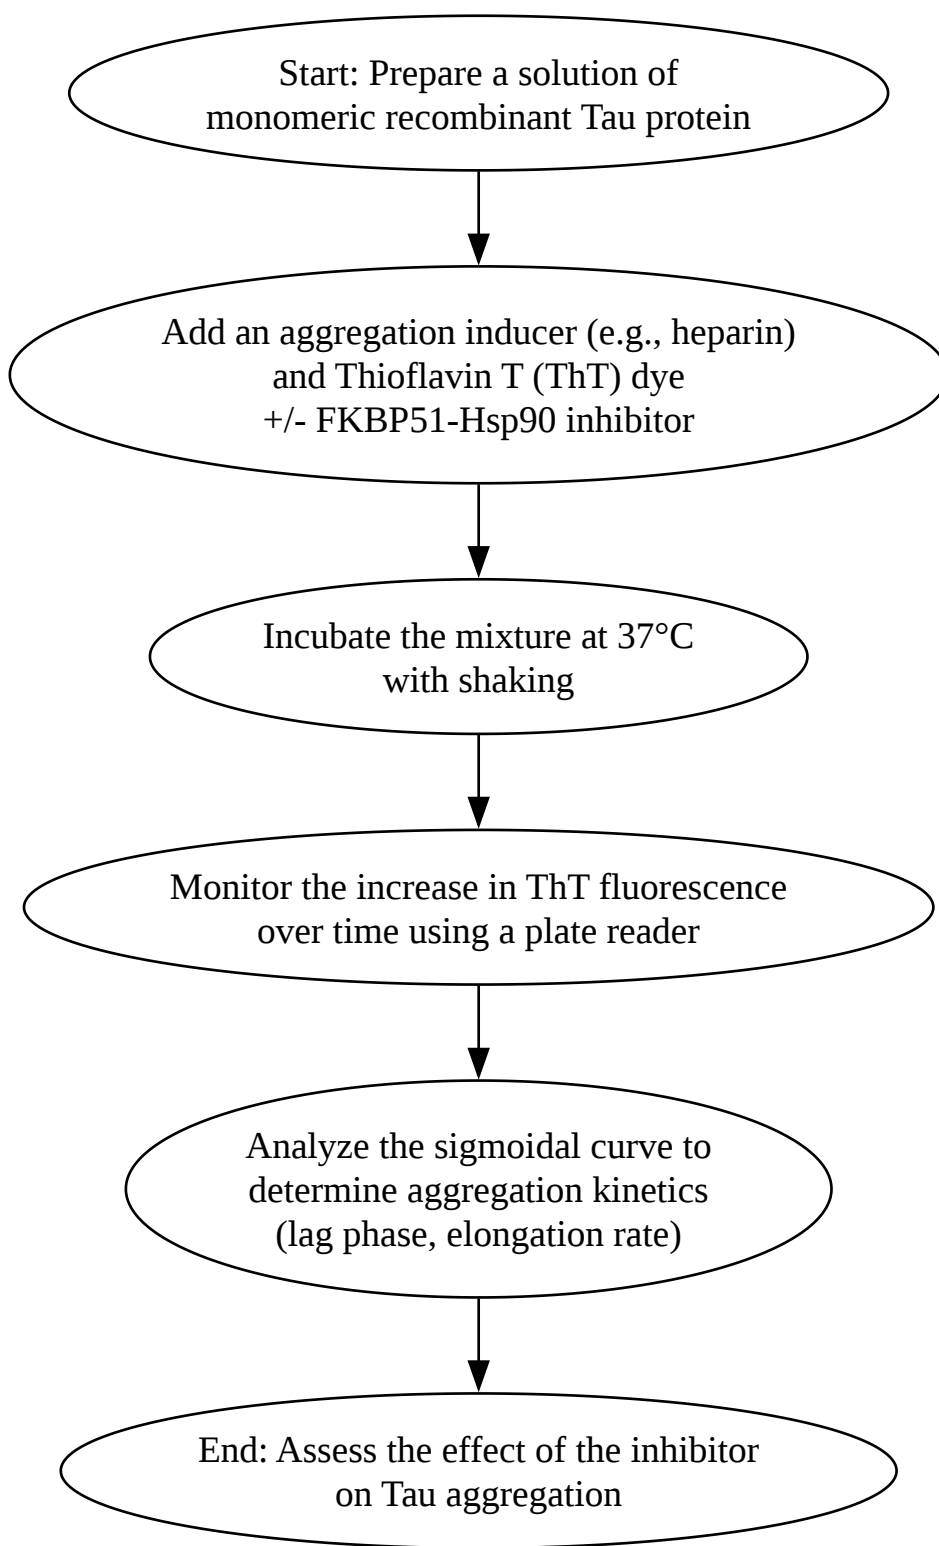 Start: Prepare a solution of
monomeric recombinant Tau protein
Add an aggregation inducer (e.g., heparin)
and Thioflavin T (ThT) dye
+/- FKBP51-Hsp90 inhibitor
Incubate the mixture at 37°C
with shaking
Monitor the increase in ThT fluorescence
over time using a plate reader
Analyze the sigmoidal curve to
determine aggregation kinetics
(lag phase, elongation rate)
End: Assess the effect of the inhibitor
on Tau aggregation